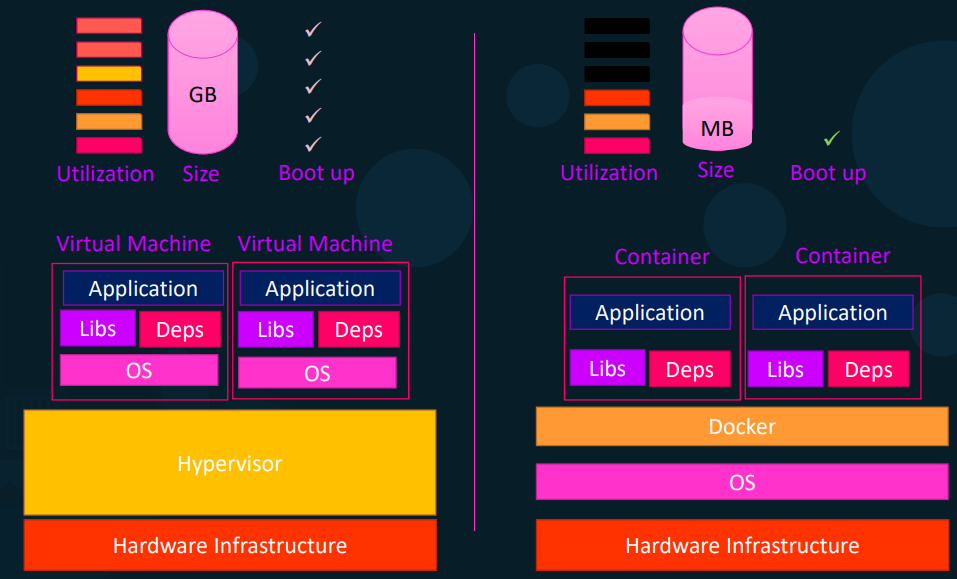 GB
Utilization
Size
Boot up
Virtual Machine
Virtual Machine
Application
Application
Libs
Deps
Libs
Deps
OS
OS
Hypervisor
Hardware Infrastructure
MB
Utilization
Size
Boot up
Container
Container
Application
Application
Libs
Deps
Libs
Deps
Docker
OS
Hardware Infrastructure